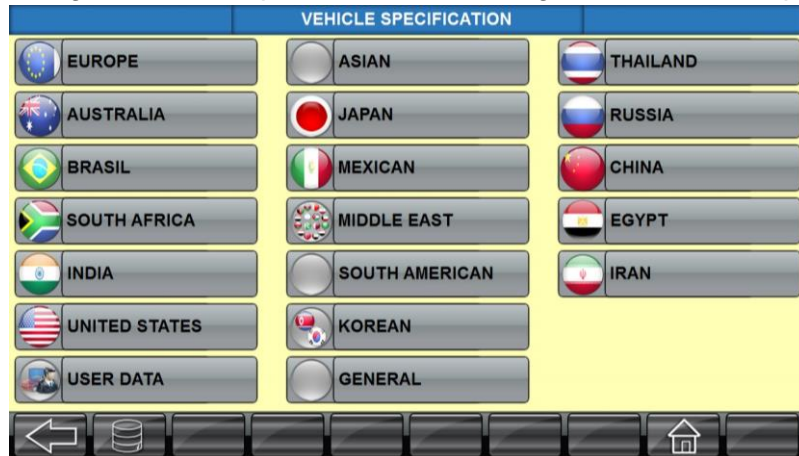 VEHICLE SPECIFICATION
EUROPE
ASIAN
THAILAND
AUSTRALIA
JAPAN
RUSSIA
BRASIL
MEXICAN
CHINA
SOUTH AFRICA
MIDDLE EAST
EGYPT
INDIA
SOUTH AMERICAN
IRAN
UNITED STATES
KOREAN
USER DATA
GENERAL